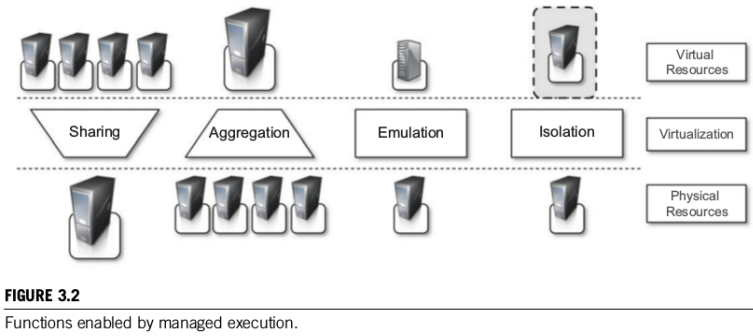 Virtual
Resources
Sharing
Aggregation
Emulation
Isolation
Virtualization
Physical
Resources
FIGURE 3.2
Functions enabled by managed execution.